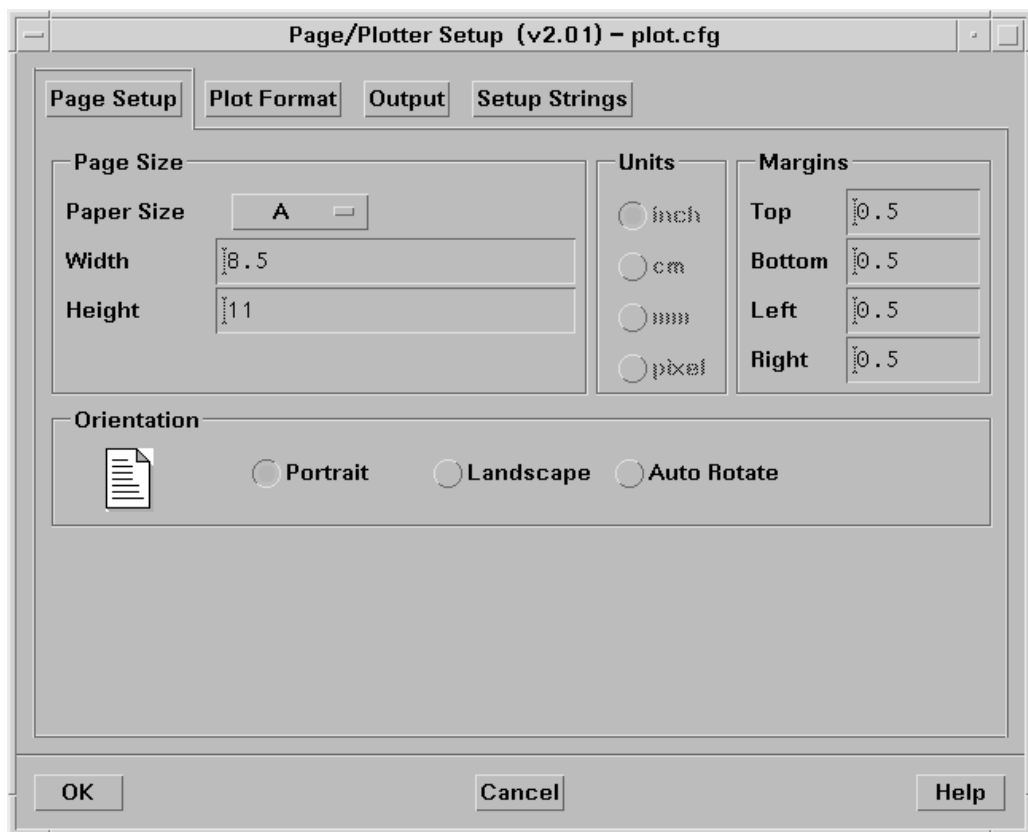 Page/Plotter Setup (v2.01) – plot.cfg
Page Setup
Plot Format
Output
Setup Strings
Page Size
Paper Size A
Width 8.5
Height 11
Units
inch
cm
mm
pixel
Margins
Top 0.5
Bottom 0.5
Left 0.5
Right 0.5
Orientation
Portrait
Landscape
Auto Rotate
OK
Cancel
Help